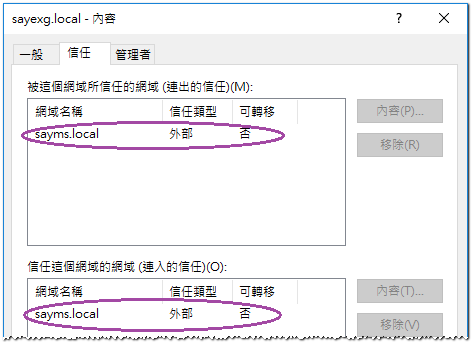 sayexg.local - 內容
一般 信任 管理者
被這個網域所信任的網域 (連出的信任)(M):
網域名稱 信任類型 可轉移 內容(P)...
sayms.local 外部 否
移除(R)
信任這個網域的網域 (連入的信任)(O):
網域名稱 信任類型 可轉移 內容(T)...
sayms.local 外部 否
移除(V)